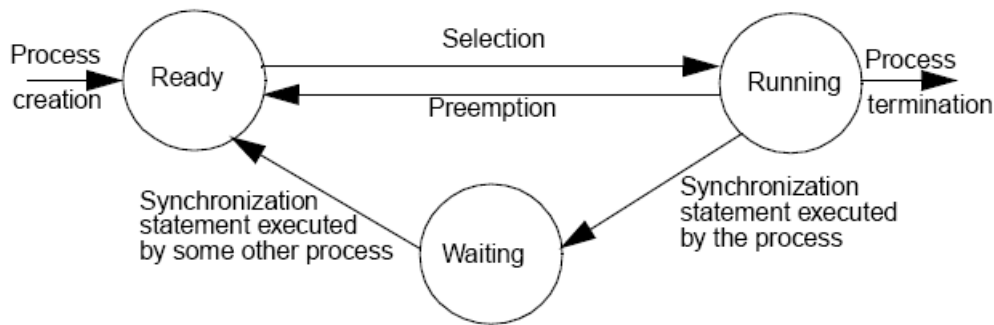 Process
creation
Ready
Selection
Preemption
Running
Process
termination
Synchronization
statement executed
by some other process
Waiting
Synchronization
statement executed
by the process